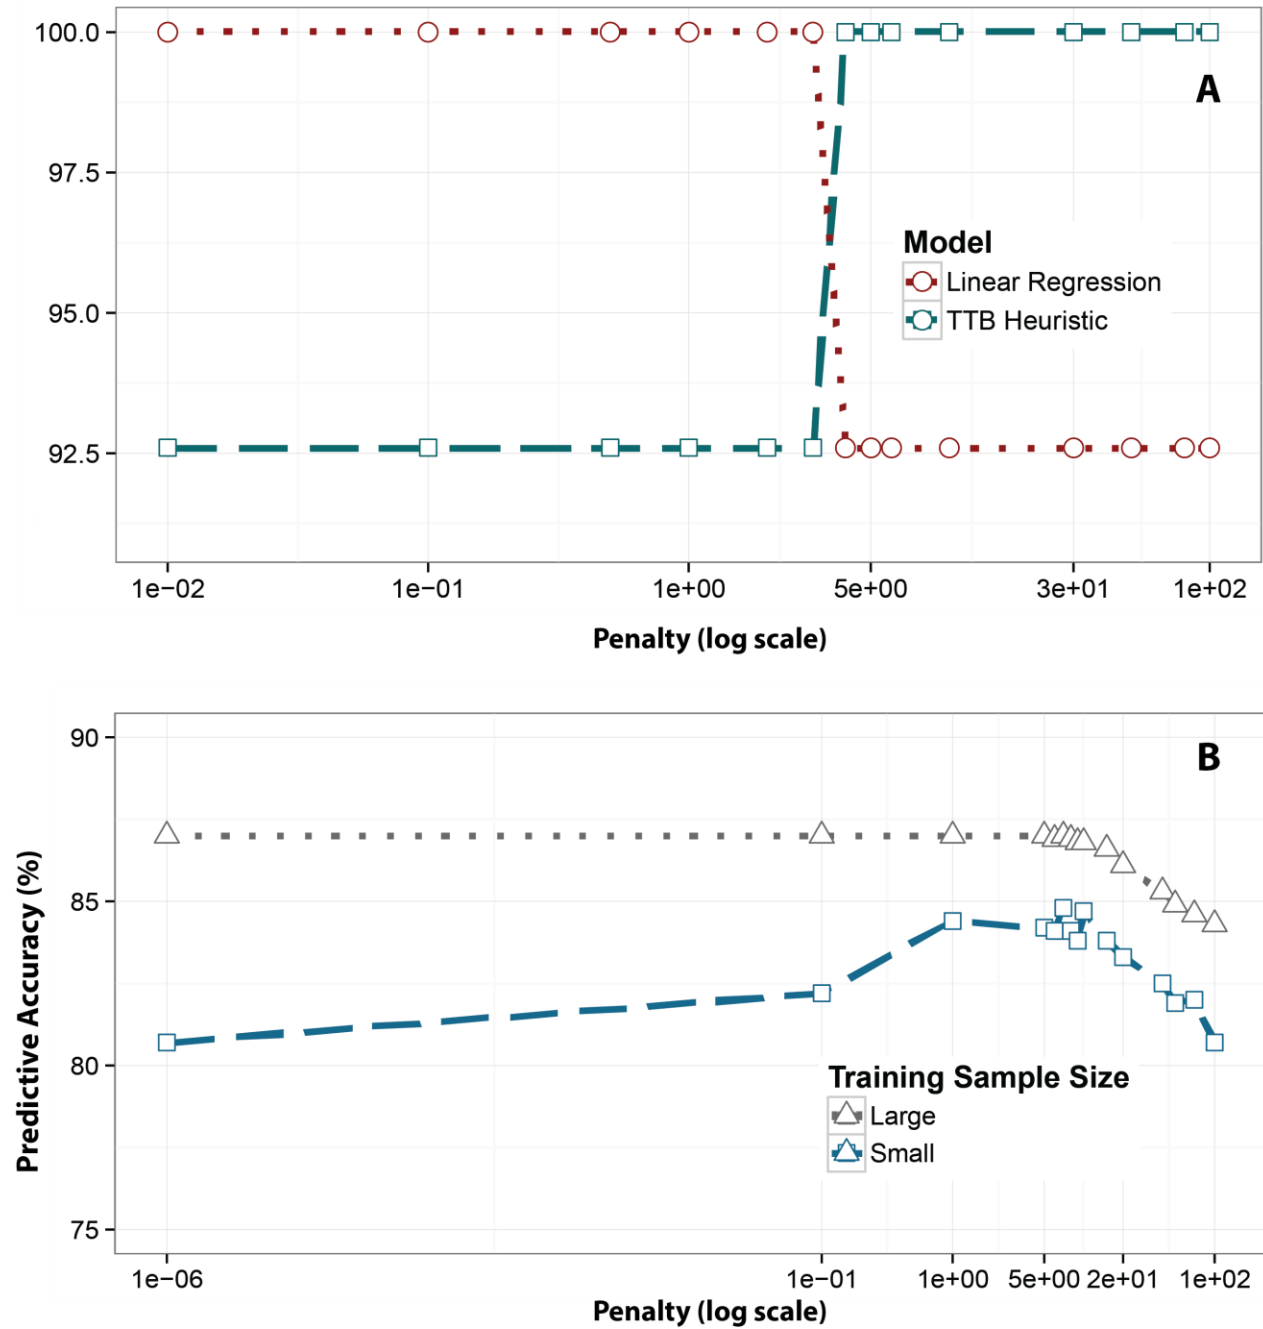 100.0
A
97.5
Model
Linear Regression
95.0
TTB Heuristic
92.5
1e−02 1e−01 1e+00 5e+00 3e+01 1e+02
Penalty (log scale)
90
B
85
Predictive Accuracy (%)
80
Training Sample Size
Large
Small
75
1e−06 1e−01 1e+00 5e+00 2e+01 1e+02
Penalty (log scale)